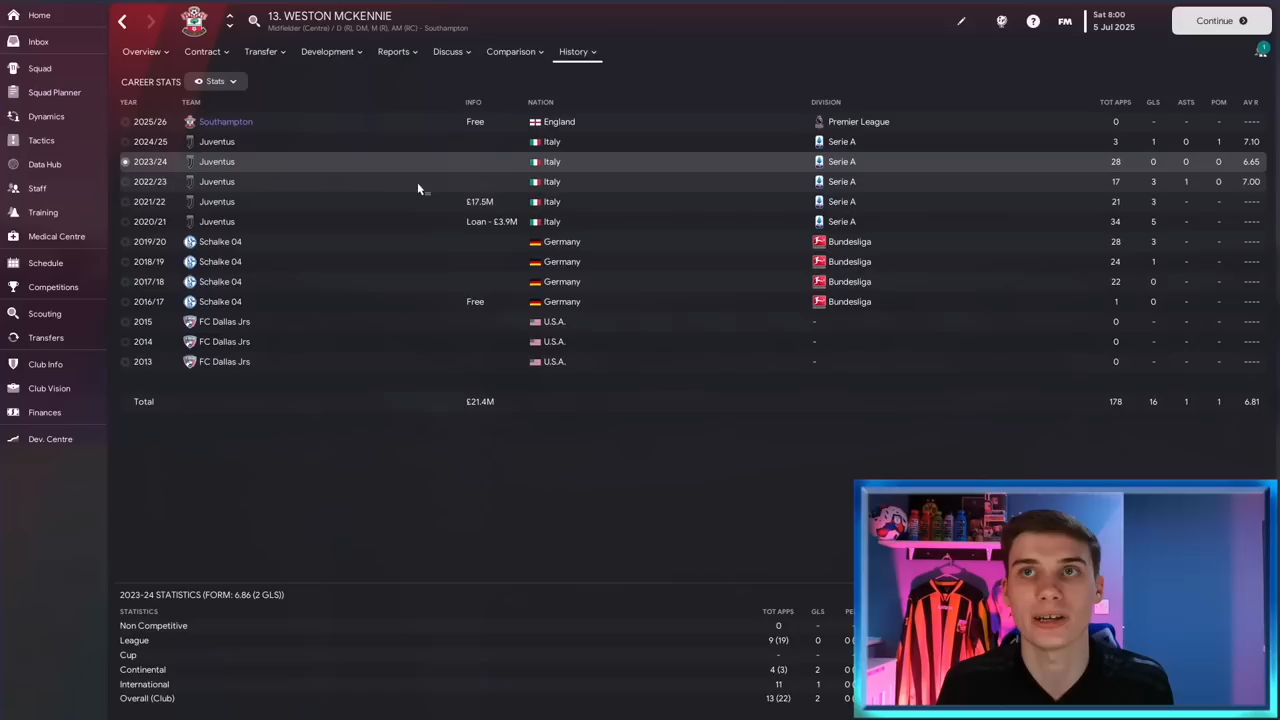 Home
Inbox
Squad
Squad Planner
Dynamics
Tactics
Data Hub
Staff
Training
Medical Centre
Schedule
Competitions
Scouting
Transfers
Club Info
Club Vision
Finances
Dev. Centre
13. WESTON MCKENNIE
Midfielder (Centre) / D (R), DM, M (R), AM (RC) - Southampton
FM
Sat 8:00
5 Jul 2025
Continue
Overview Contract Transfer Development Reports Discuss Comparison History
1
CAREER STATS Stats
YEAR TEAM INFO NATION DIVISION TOT APPS GLS ASTS POM AV R
2025/26 Southampton Free England Premier League 0 - - - ----
2024/25 Juventus Italy Serie A 3 1 0 1 7.10
2023/24 Juventus Italy Serie A 28 0 0 0 6.65
2022/23 Juventus Italy Serie A 17 3 1 0 7.00
2021/22 Juventus £17.5M Italy Serie A 21 3 - - ----
2020/21 Juventus Loan - £3.9M Italy Serie A 34 5 - - ----
2019/20 Schalke 04 Germany Bundesliga 28 3 - - ----
2018/19 Schalke 04 Germany Bundesliga 24 1 - - ----
2017/18 Schalke 04 Germany Bundesliga 22 0 - - ----
2016/17 Schalke 04 Free Germany Bundesliga 1 0 - - ----
2015 FC Dallas Jrs U.S.A. - 0 - - - ----
2014 FC Dallas Jrs U.S.A. - 0 - - - ----
2013 FC Dallas Jrs U.S.A. - 0 - - - ----
Total £21.4M 178 16 1 1 6.81
2023-24 STATISTICS (FORM: 6.86 (2 GLS))
STATISTICS TOT APPS GLS
Non Competitive 0 -
League 9 (19) 0
Cup - -
Continental 4 (3) 2
International 11 1
Overall (Club) 13 (22) 2